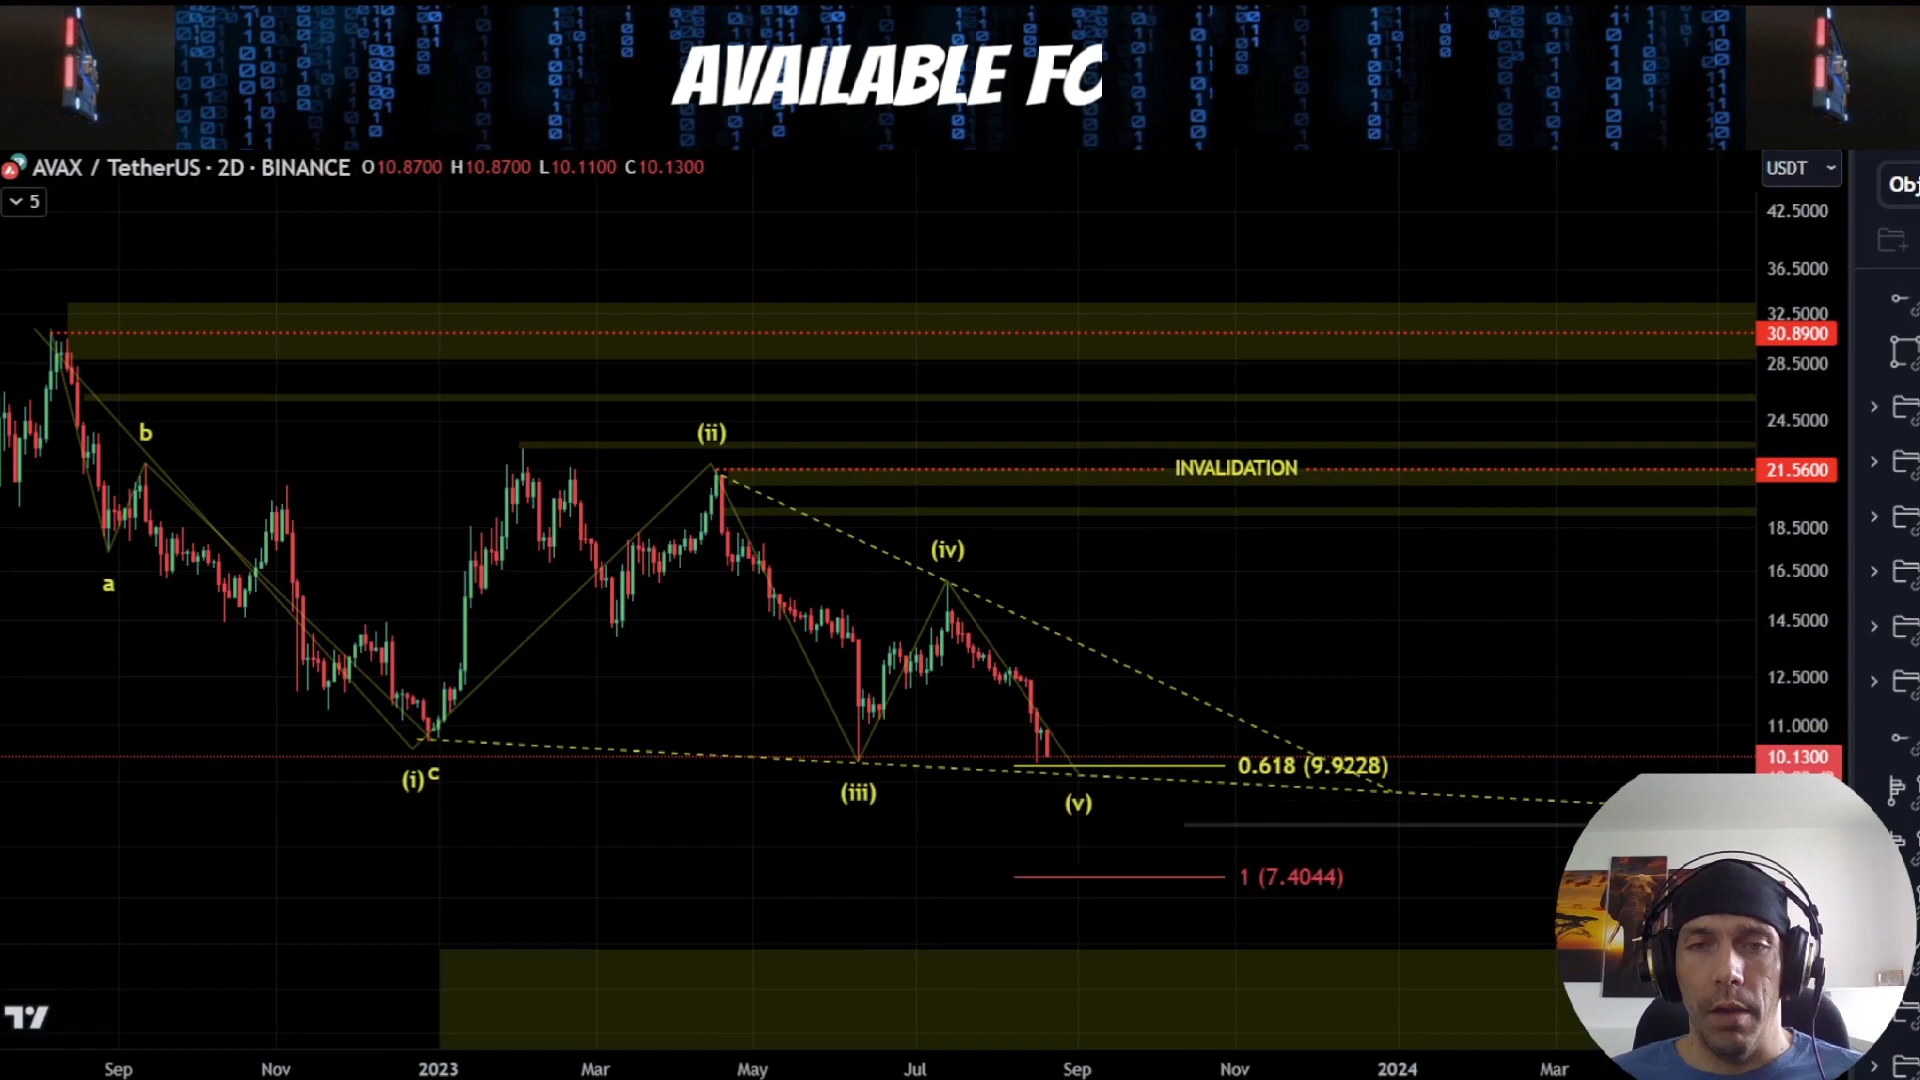 AVAILABLE FO
AVAX / TetherUS · 2D · BINANCE O10.8700 H10.8700 L10.1100 C10.1300
USDT
Obj
5
42.5000
36.5000
32.5000
30.8900
28.5000
24.5000
b
(ii)
INVALIDATION
21.5600
18.5000
(iv)
16.5000
a
14.5000
12.5000
11.0000
10.1300
0.618 (9.9228)
(i)
c
(iii)
(v)
1 (7.4044)
Sep
Nov
2023
Mar
May
Jul
Sep
Nov
2024
Mar